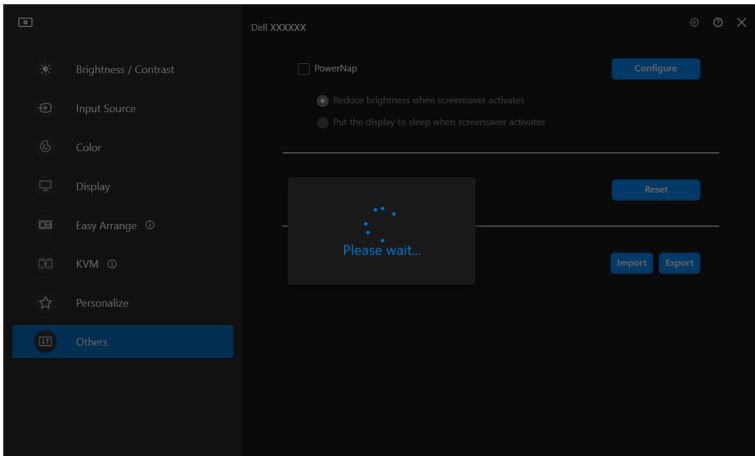 Dell XXXXXX
Brightness / Contrast
Input Source
Color
Display
Easy Arrange
KVM
Personalize
Others
PowerNap
Configure
Reduce brightness when screensaver activates
Put the display to sleep when screensaver activates
Reset
Please wait...
Import Export